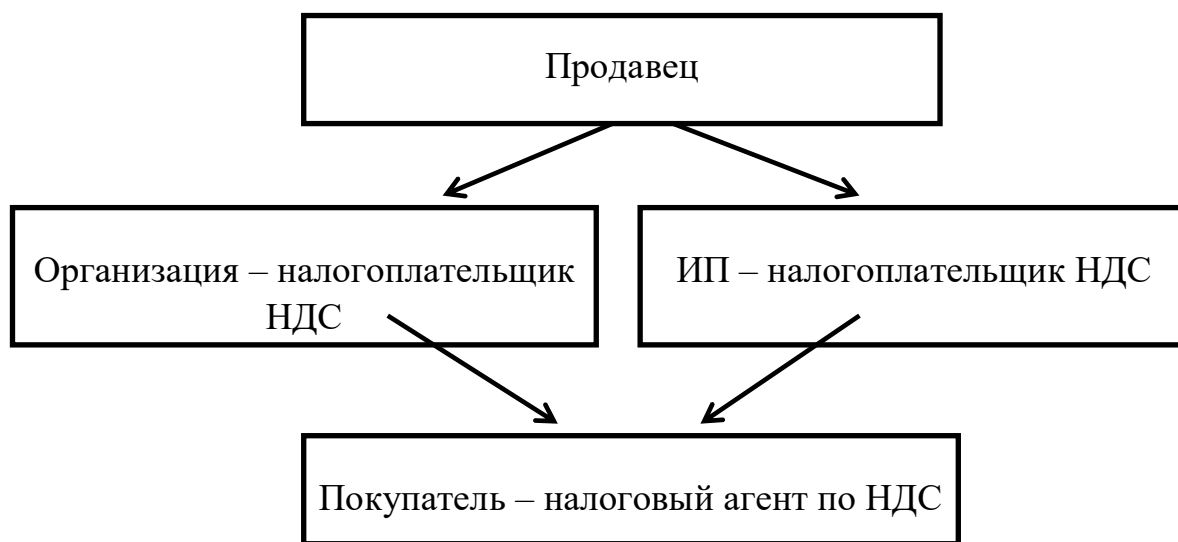 Продавец
Организация – налогоплательщик
НДС
ИП – налогоплательщик НДС
Покупатель – налоговый агент по НДС